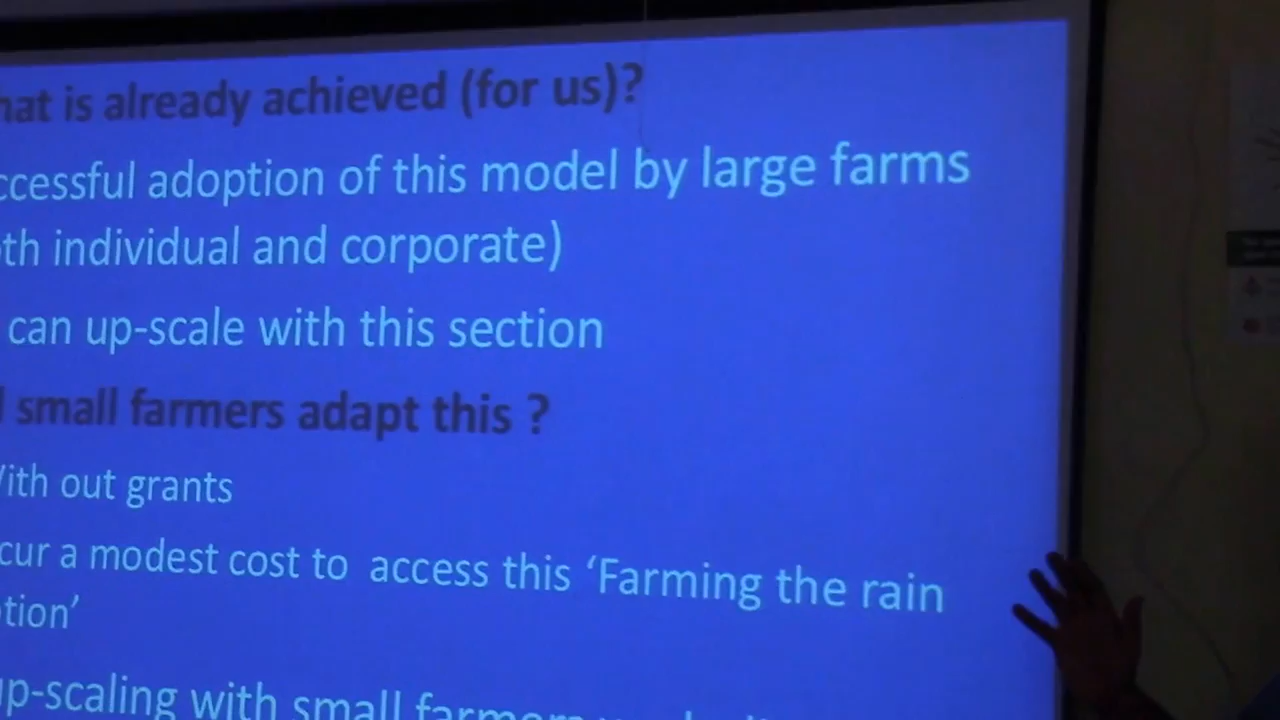 hat is already achieved (for us)?
ccessful adoption of this model by large farms
th individual and corporate)
can up-scale with this section
small farmers adapt this ?
ith out grants
cur a modest cost to access this ‘Farming the rain
tion’
up-scaling with small farmers